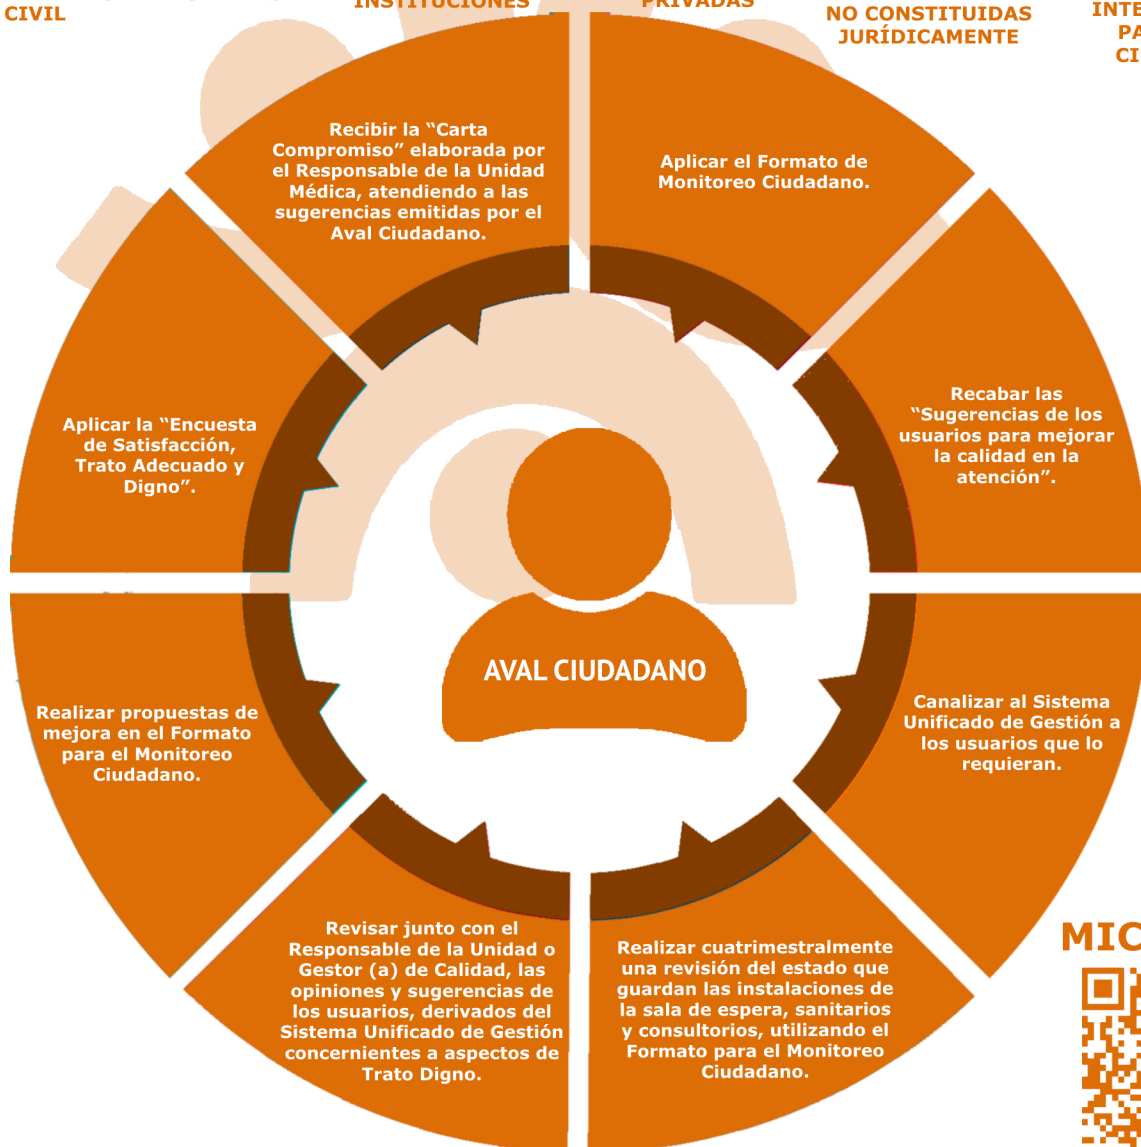 CIVIL
INSTITUCIONES
PRIVADAS
NO CONSTITUIDAS
JURÍDICAMENTE
Recibir la “Carta
Compromiso” elaborada por
el Responsable de la Unidad
Médica, atendiendo a las
sugerencias emitidas por el
Aval Ciudadano.
Aplicar el Formato de
Monitoreo Ciudadano.
Recabar las
“Sugerencias de los
usuarios para mejorar
la calidad en la
atención”.
Canalizar al Sistema
Unificado de Gestión a
los usuarios que lo
requieran.
Realizar cuatrimestralmente
una revisión del estado que
guardan las instalaciones de
la sala de espera, sanitarios
y consultorios, utilizando el
Formato para el Monitoreo
Ciudadano.
Revisar junto con el
Responsable de la Unidad o
Gestor (a) de Calidad, las
opiniones y sugerencias de
los usuarios, derivados del
Sistema Unificado de Gestión
concernientes a aspectos de
Trato Digno.
Realizar propuestas de
mejora en el Formato
para el Monitoreo
Ciudadano.
Aplicar la “Encuesta
de Satisfacción,
Trato Adecuado y
Digno”.
AVAL CIUDADANO